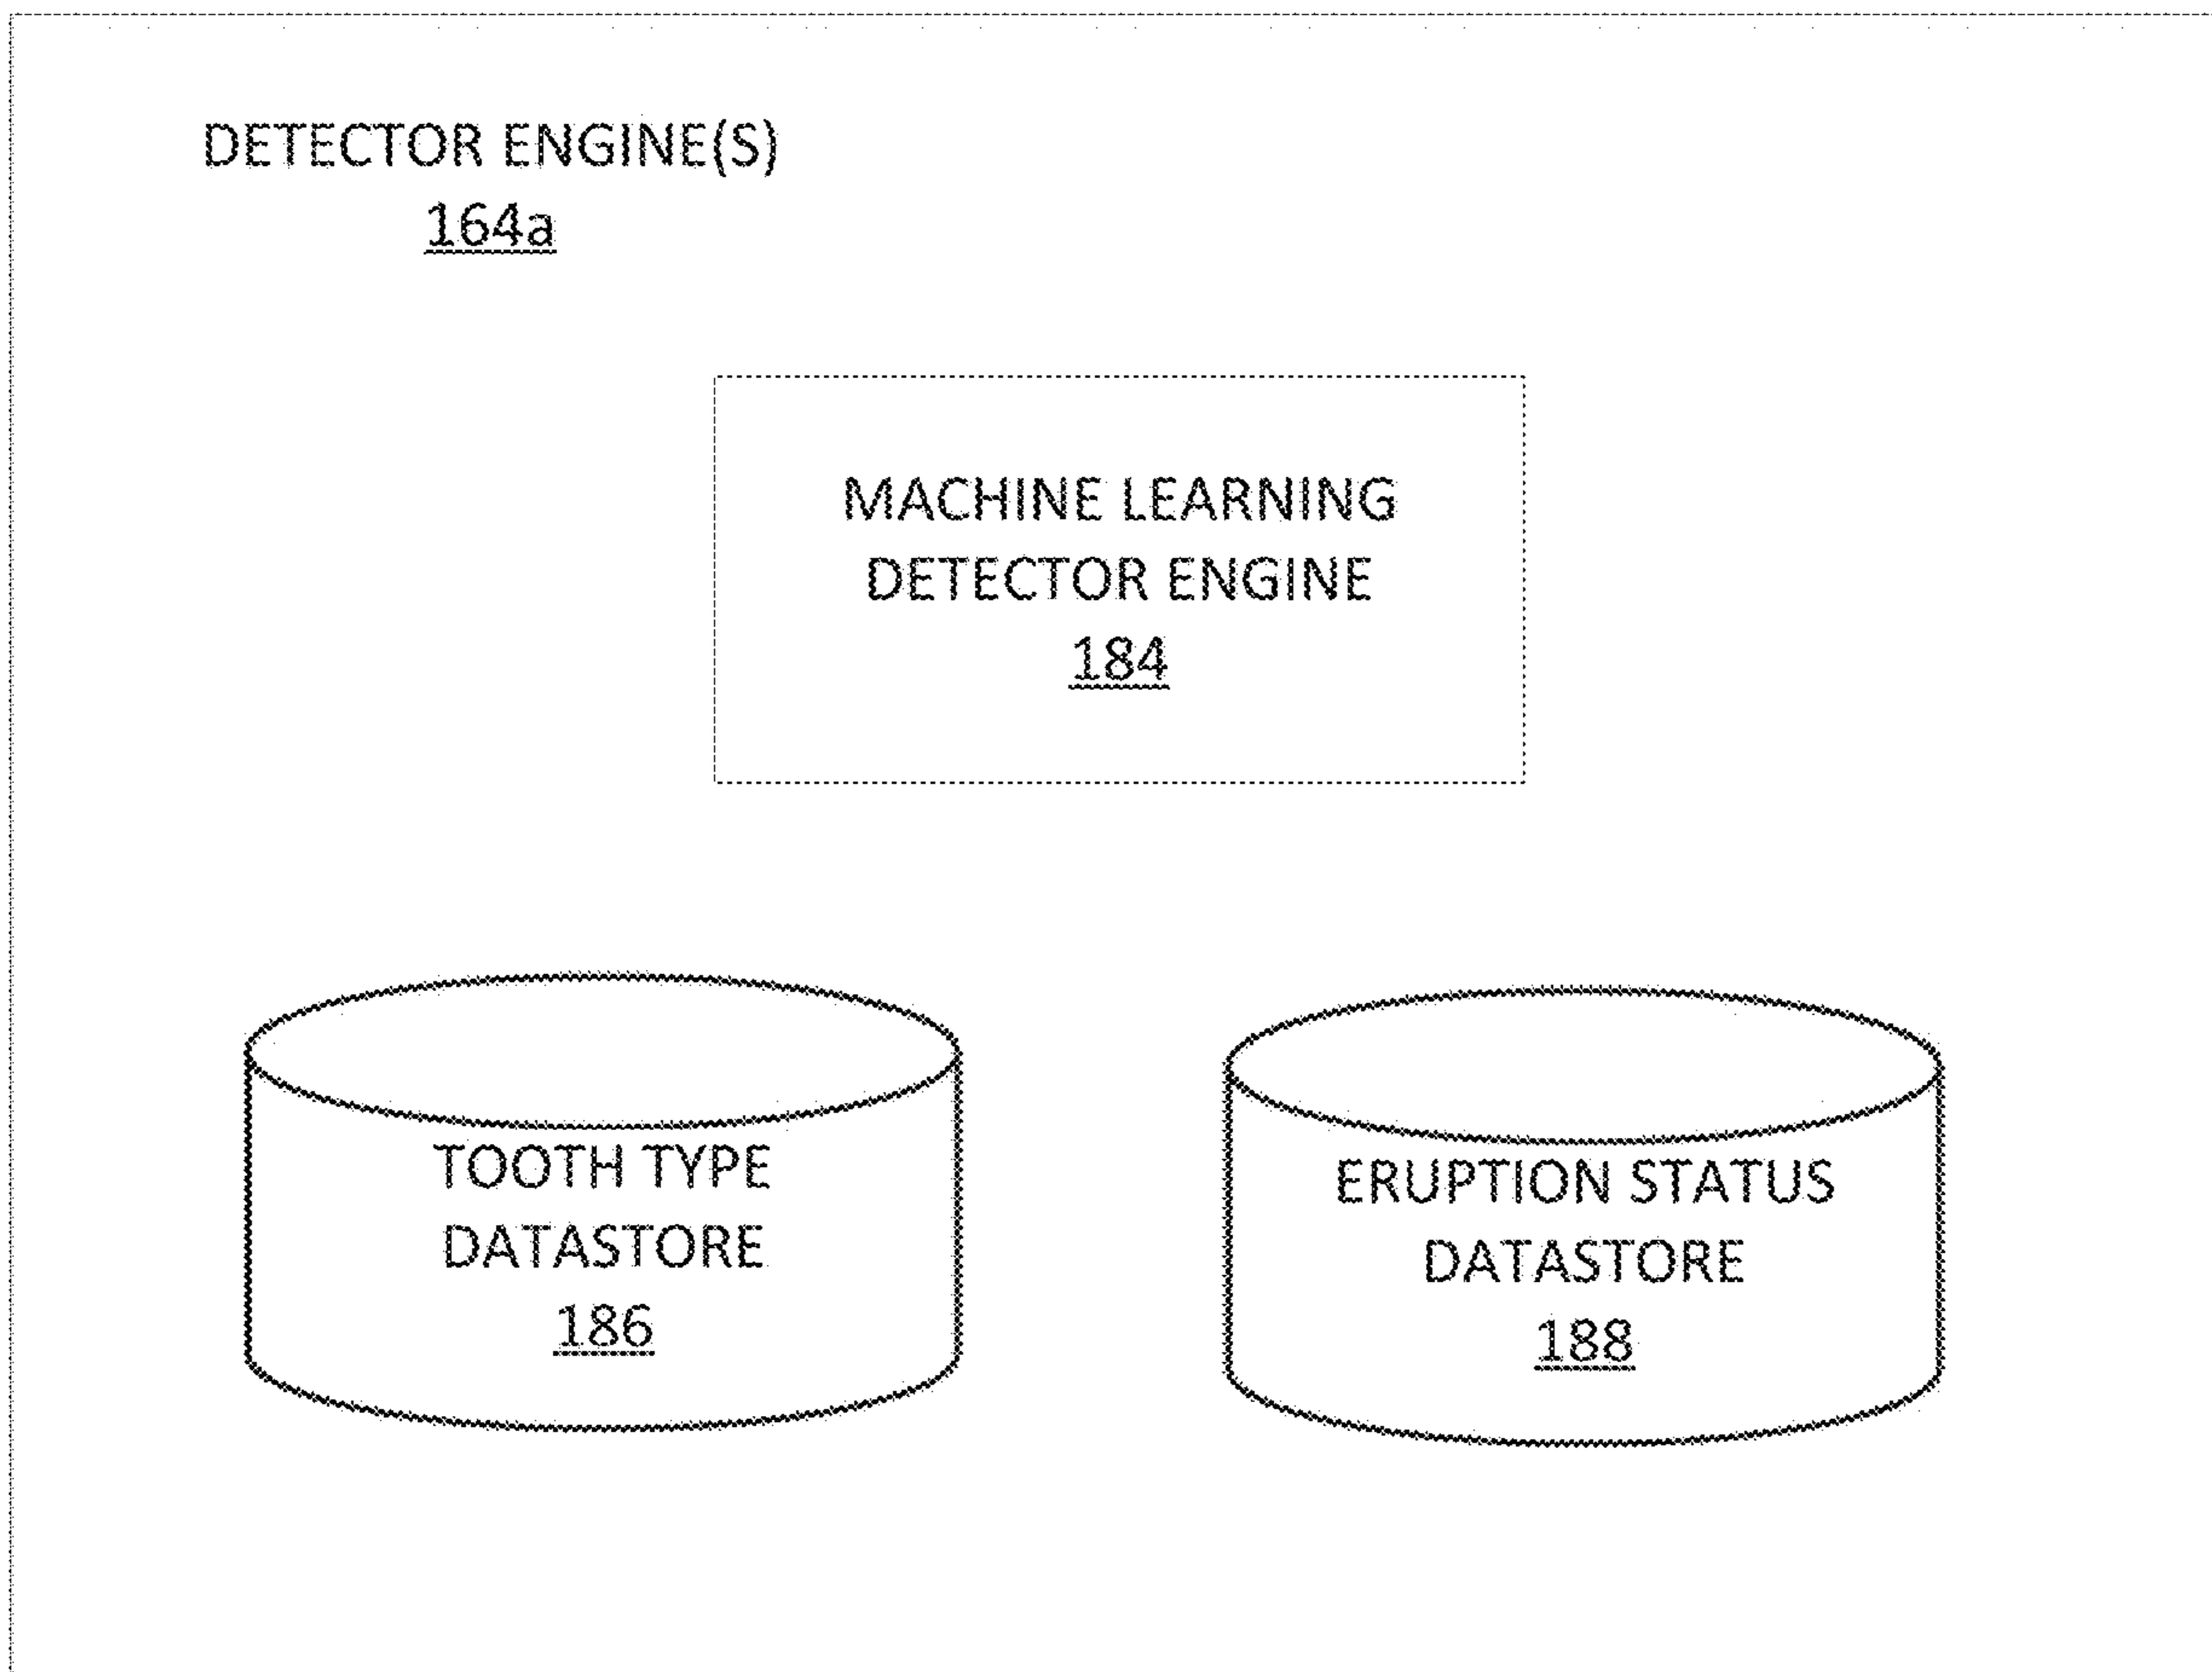 DETECTOR ENGINE(S)
164a
MACHINE LEARNING
DETECTOR ENGINE
184
TOOTH TYPE
DATASTORE
186
ERUPTION STATUS
DATASTORE
188